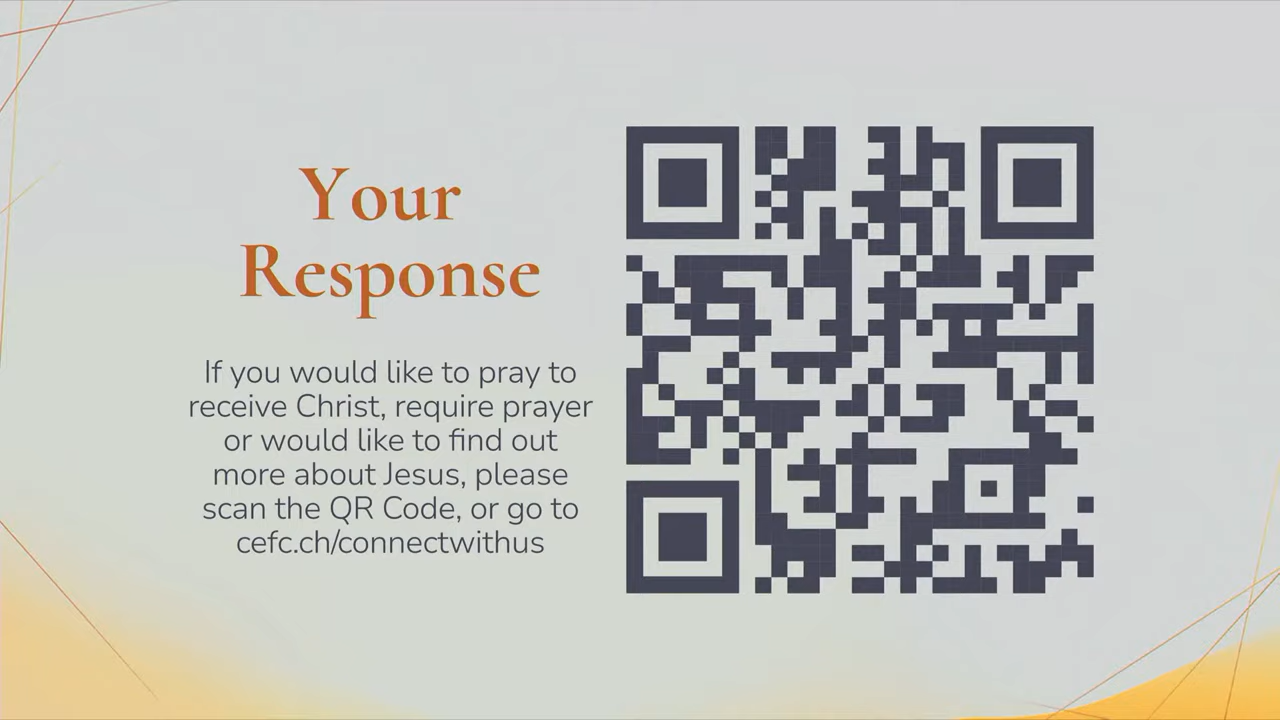 Your
Response
If you would like to pray to
receive Christ, require prayer
or would like to find out
more about Jesus, please
scan the QR Code, or go to
cefc.ch/connectwithus